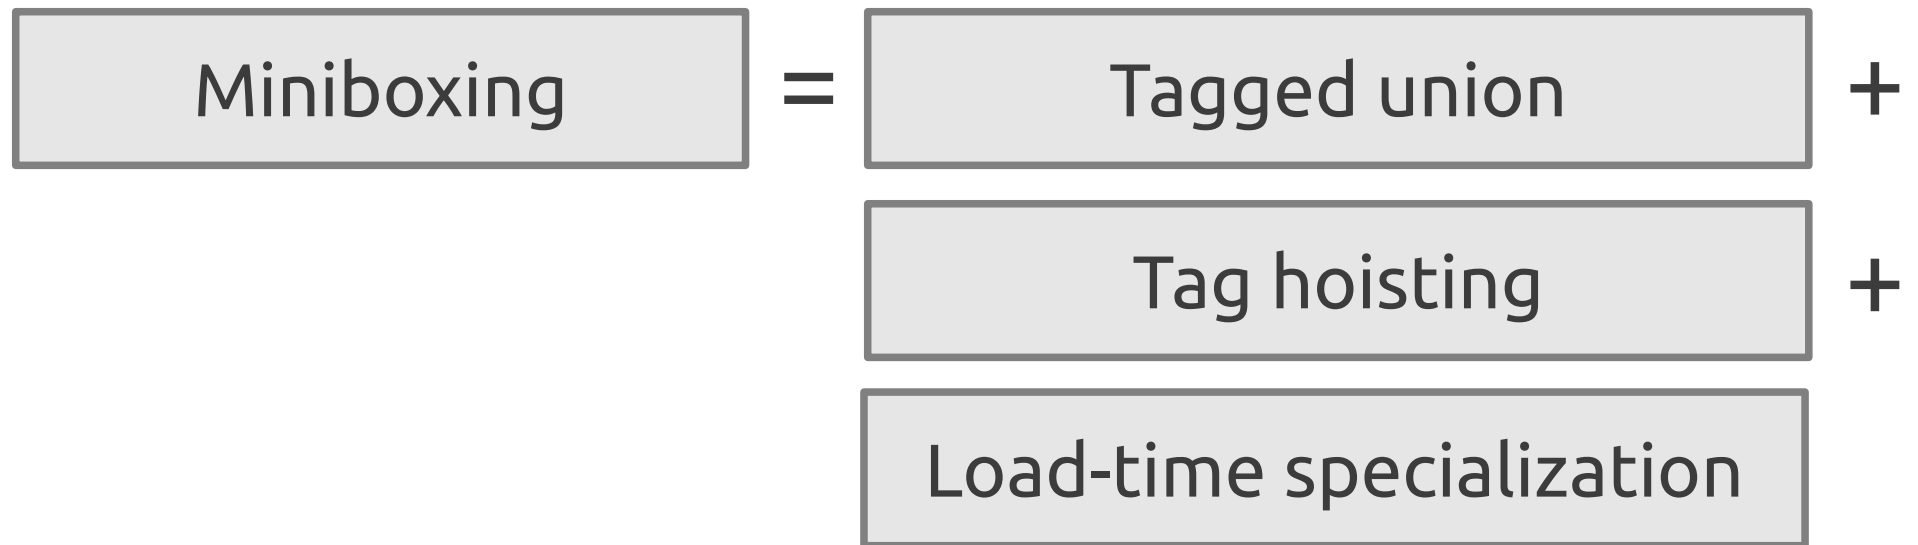 Miniboxing = Tagged union +
Tag hoisting +
Load-time specialization